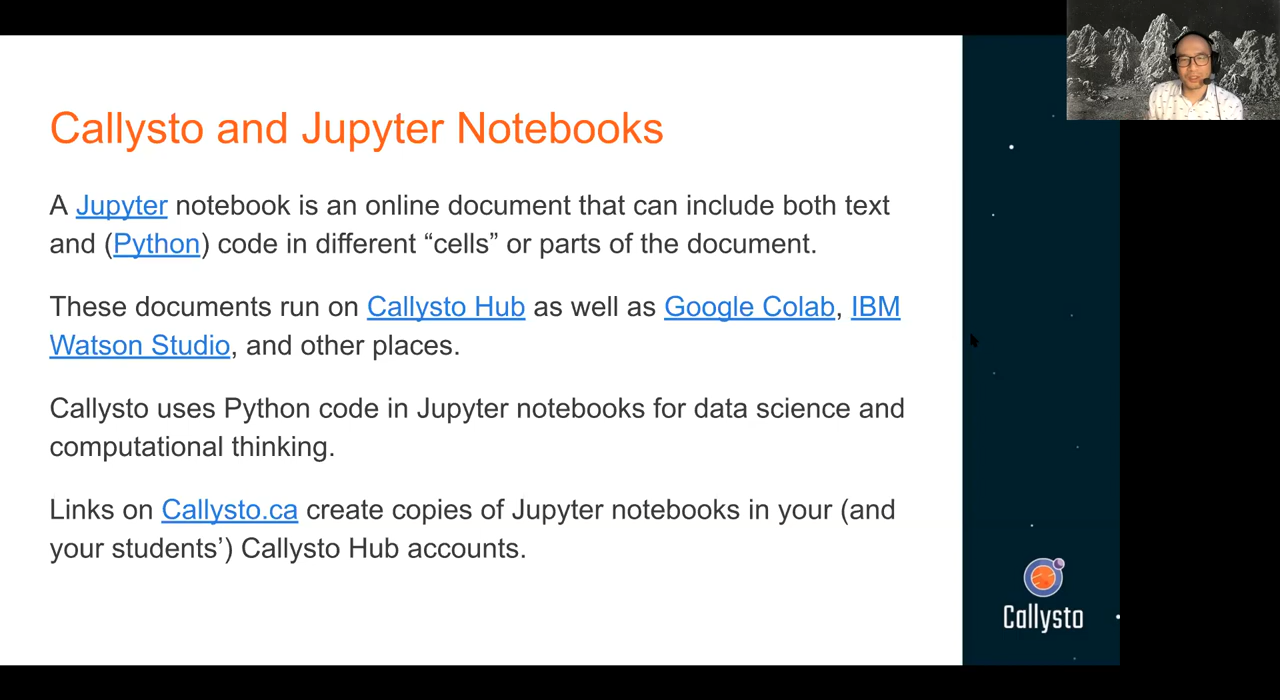 Callysto and Jupyter Notebooks
A Jupyter notebook is an online document that can include both text
and (Python) code in different “cells” or parts of the document.
These documents run on Callysto Hub as well as Google Colab, IBM
Watson Studio, and other places.
Callysto uses Python code in Jupyter notebooks for data science and
computational thinking.
Links on Callysto.ca create copies of Jupyter notebooks in your (and
your students’) Callysto Hub accounts.
Callysto